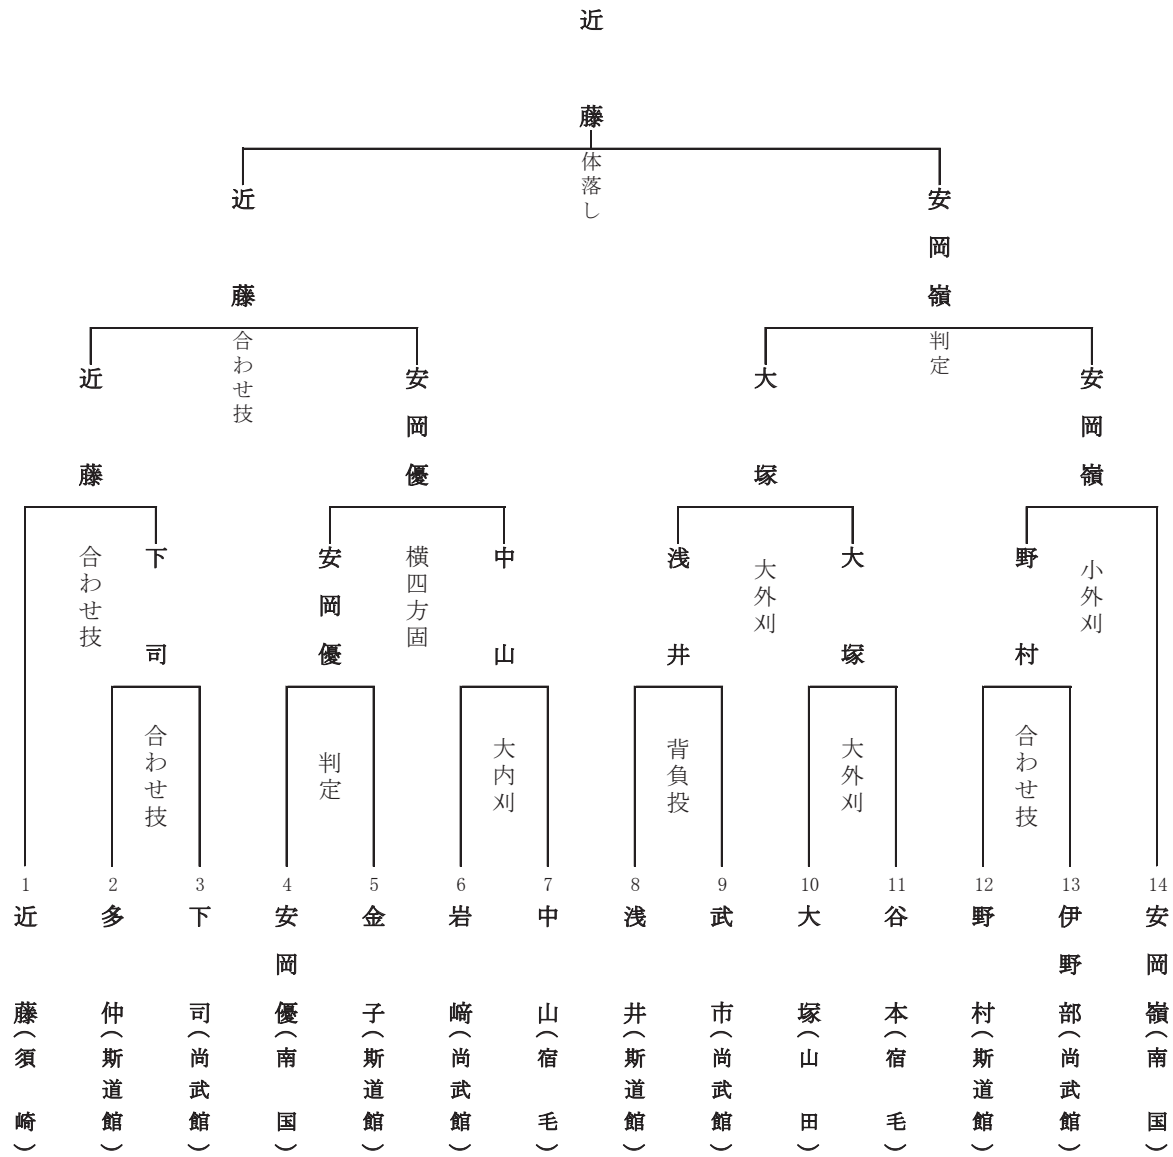 近藤
体落し
近藤
安岡嶺
合わせ技
判定
近藤
安岡優
大塚
安岡嶺
合わせ技
下司
安岡優
横四方固
中山
浅井
大外刈
大塚
野村
小外刈
合わせ技
判定
大内刈
背負投
大外刈
合わせ技
1 近藤(須崎)
2 多仲(斯道館)
3 下司(尚武館)
4 安岡優(南国)
5 金子(斯道館)
6 岩﨑(尚武館)
7 中山(宿毛)
8 浅井(斯道館)
9 武市(尚武館)
10 大塚(山田)
11 谷本(宿毛)
12 野村(斯道館)
13 伊野部(尚武館)
14 安岡嶺(南国)